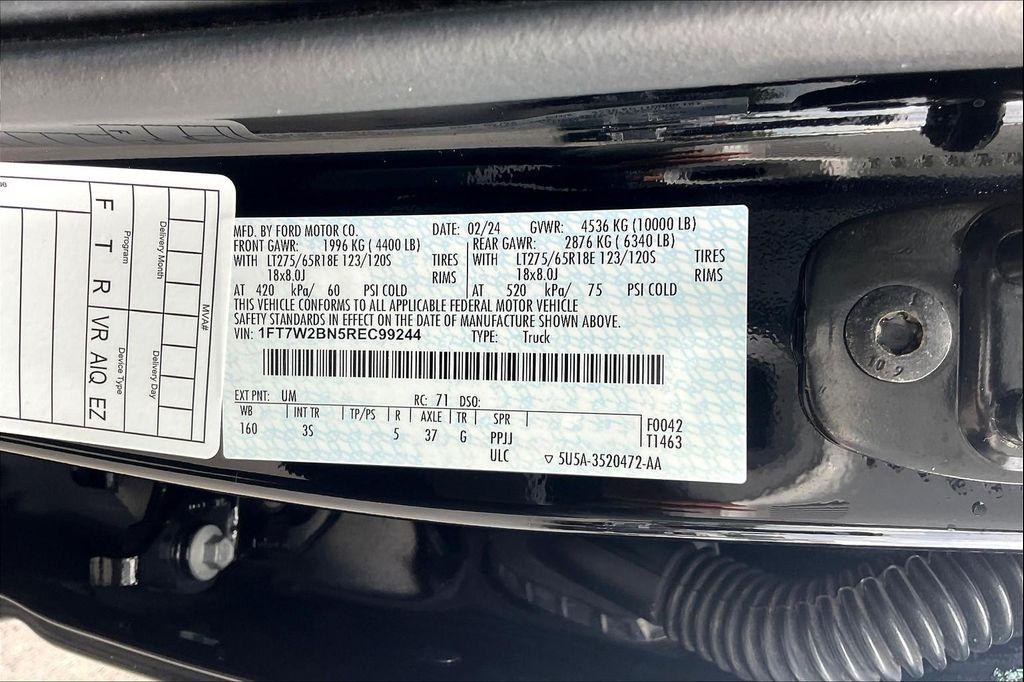 MFD. BY FORD MOTOR CO. DATE: 02/24 GVWR: 4536 KG (10000 LB)
FRONT GAWR: 1996 KG ( 4400 LB) REAR GAWR: 2876 KG ( 6340 LB)
WITH LT275/65R18E 123/120S TIRES WITH LT275/65R18E 123/120S TIRES
18x8.0J RIMS 18x8.0J RIMS
AT 420 kPa/ 60 PSI COLD AT 520 kPa/ 75 PSI COLD
THIS VEHICLE CONFORMS TO ALL APPLICABLE FEDERAL MOTOR VEHICLE
SAFETY STANDARDS IN EFFECT ON THE DATE OF MANUFACTURE SHOWN ABOVE.
VIN: 1FT7W2BN5REC99244 TYPE: Truck
EXT PNT: UM RC: 71 DSO:
WB INT TR TP/PS R AXLE TR SPR F0042
160 3S 5 37 G PPJJ T1463
ULC ▽ 5U5A-3520472-AA
MVA#
Delivery Month Delivery Day
Program Device Type
F T R VR AIQ EZ
10 9